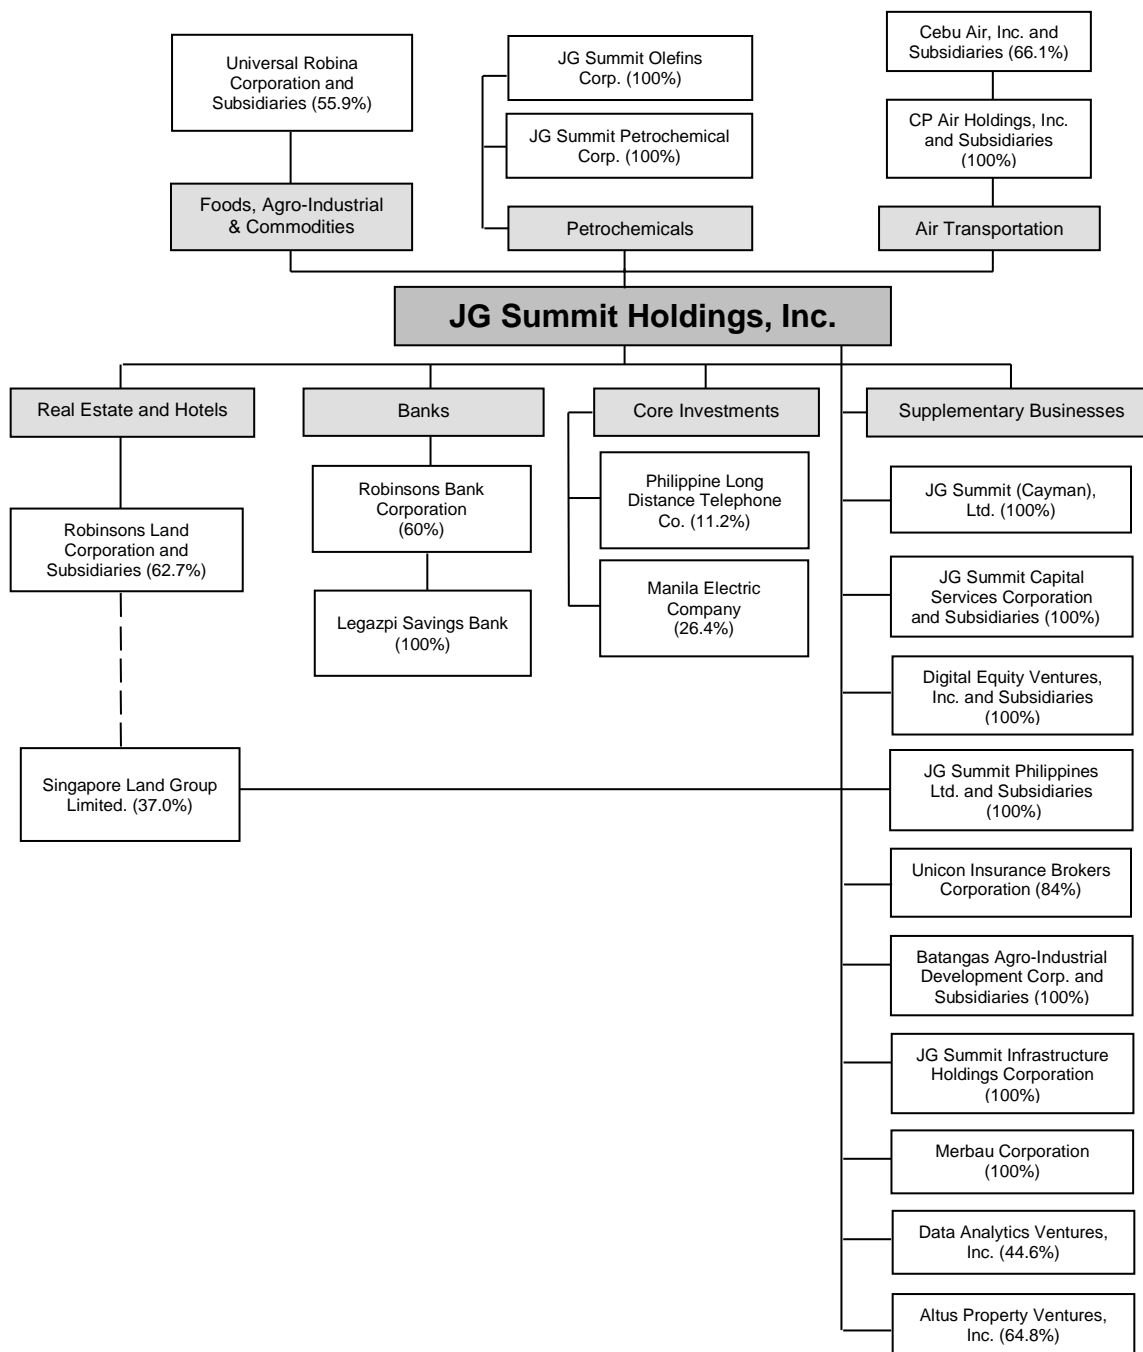 Cebu Air, Inc. and
Subsidiaries (66.1%)
Universal Robina
Corporation and
Subsidiaries (55.9%)
JG Summit Olefins
Corp. (100%)
CP Air Holdings, Inc.
and Subsidiaries
(100%)
JG Summit Petrochemical
Corp. (100%)
Foods, Agro-Industrial
& Commodities
Petrochemicals
Air Transportation
JG Summit Holdings, Inc.
Real Estate and Hotels
Banks
Core Investments
Supplementary Businesses
Robinsons Land
Corporation and
Subsidiaries (62.7%)
Singapore Land Group
Limited. (37.0%)
Robinsons Bank
Corporation
(60%)
Legazpi Savings Bank
(100%)
Philippine Long
Distance Telephone
Co. (11.2%)
Manila Electric
Company
(26.4%)
JG Summit (Cayman),
Ltd. (100%)
JG Summit Capital
Services Corporation
and Subsidiaries (100%)
Digital Equity Ventures,
Inc. and Subsidiaries
(100%)
JG Summit Philippines
Ltd. and Subsidiaries
(100%)
Unicon Insurance Brokers
Corporation (84%)
Batangas Agro-Industrial
Development Corp. and
Subsidiaries (100%)
JG Summit Infrastructure
Holdings Corporation
(100%)
Merbau Corporation
(100%)
Data Analytics Ventures,
Inc. (44.6%)
Altus Property Ventures,
Inc. (64.8%)